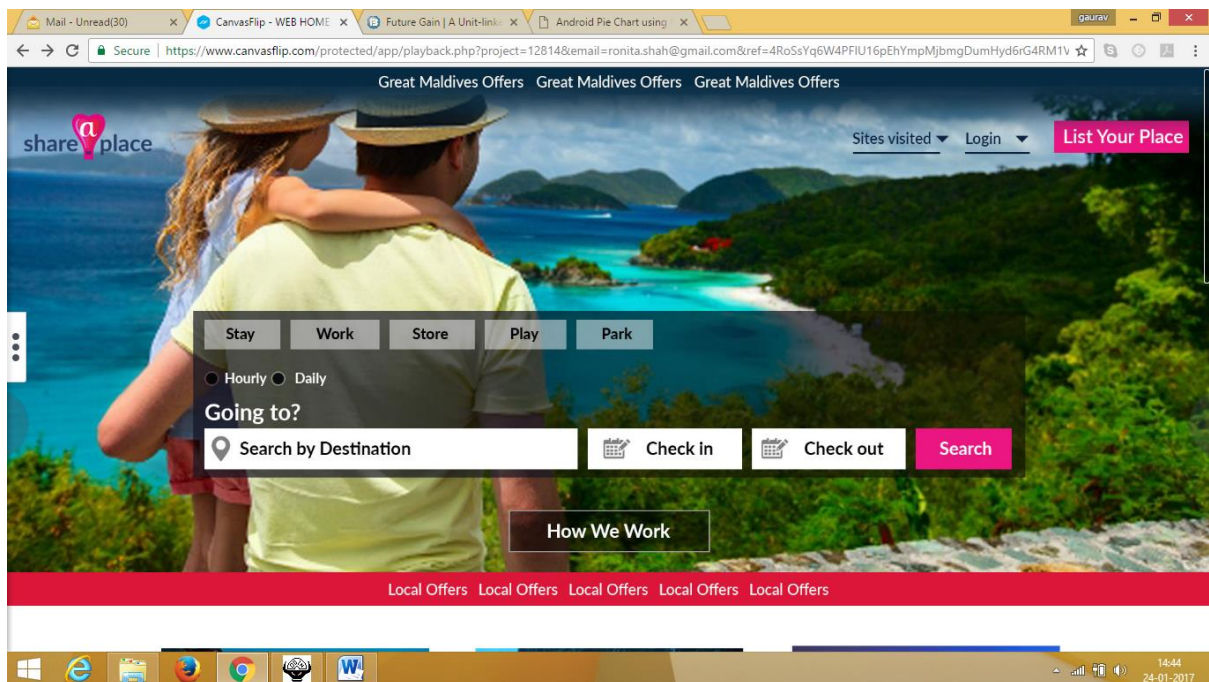 Mail - Unread(30)
CanvasFlip - WEB HOME
Future Gain | A Unit-linke
Android Pie Chart using
gaurav
Secure | https://www.canvasflip.com/protected/app/playback.php?project=12814&email=ronita.shah@gmail.com&ref=4RoSsYq6W4PFIU16pEhYmpMjbmgDumHyd6rG4RM1V
Great Maldives Offers Great Maldives Offers Great Maldives Offers
share a place
Sites visited Login List Your Place
Stay Work Store Play Park
Hourly Daily
Going to?
Search by Destination Check in Check out Search
How We Work
Local Offers Local Offers Local Offers Local Offers Local Offers
14:44
24-01-2017